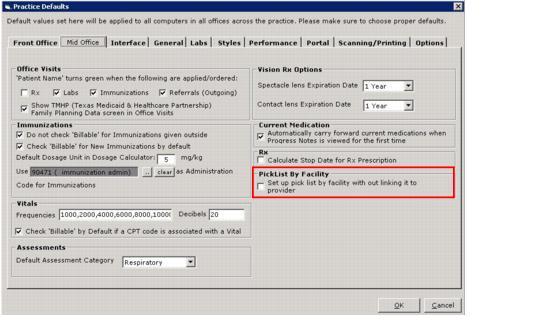 Practice Defaults
Default values set here will be applied to all computers in all offices across the practice. Please make sure to choose proper defaults.
Front Office Mid Office Interface General Labs Styles Performance Portal Scanning/Printing Options
Office Visits
'Patient Name' turns green when the following are applied/ordered:
Rx Labs Immunizations Referrals (Outgoing)
Show TMHP (Texas Medicaid & Healthcare Partnership)
Family Planning Data screen in Office Visits
Immunizations
Do not check 'Billable' for Immunizations given outside
Check 'Billable' for New Immunizations by default
Default Dosage Unit in Dosage Calculator: 5 mg/kg
Use 90471 ( immunization admin) .. clear as Administration
Code for Immunizations
Vitals
Frequencies 1000,2000,4000,6000,8000,1000 Decibels 20
Check 'Billable' by Default if a CPT code is associated with a Vital
Assessments
Default Assessment Category Respiratory
Vision Rx Options
Spectacle lens Expiration Date 1 Year
Contact lens Expiration Date 1 Year
Current Medication
Automatically carry forward current medications when
Progress Notes is viewed for the first time
Rx
Calculate Stop Date for Rx Prescription
PickList By Facility
Set up pick list by facility with out linking it to
provider
OK Cancel